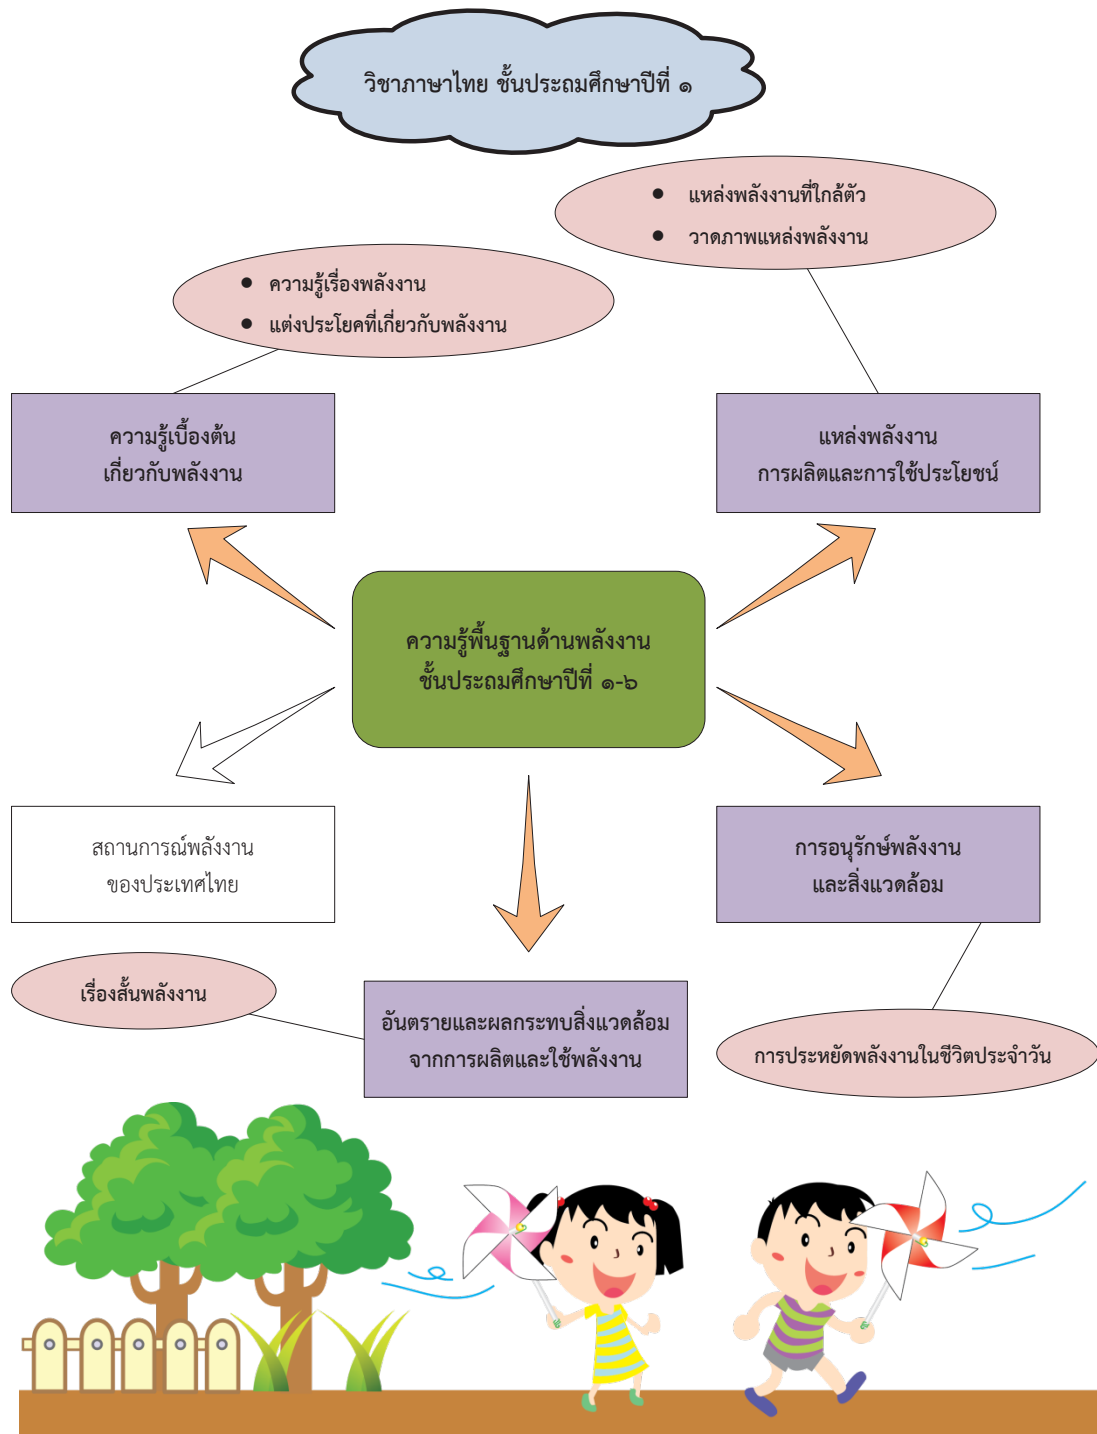 วิชาภาษาไทย ชั้นประถมศึกษาปีที่ ๑
● แหล่งพลังงานที่ใกล้ตัว
● วาดภาพแหล่งพลังงาน
● ความรู้เรื่องพลังงาน
● แต่งประโยคที่เกี่ยวกับพลังงาน
ความรู้เบื้องต้น
เกี่ยวกับพลังงาน
แหล่งพลังงาน
การผลิตและการใช้ประโยชน์
ความรู้พื้นฐานด้านพลังงาน
ชั้นประถมศึกษาปีที่ ๑-๖
สถานการณ์พลังงาน
ของประเทศไทย
การอนุรักษ์พลังงาน
และสิ่งแวดล้อม
เรื่องสั้นพลังงาน
อันตรายและผลกระทบสิ่งแวดล้อม
จากการผลิตและใช้พลังงาน
การประหยัดพลังงานในชีวิตประจำวัน